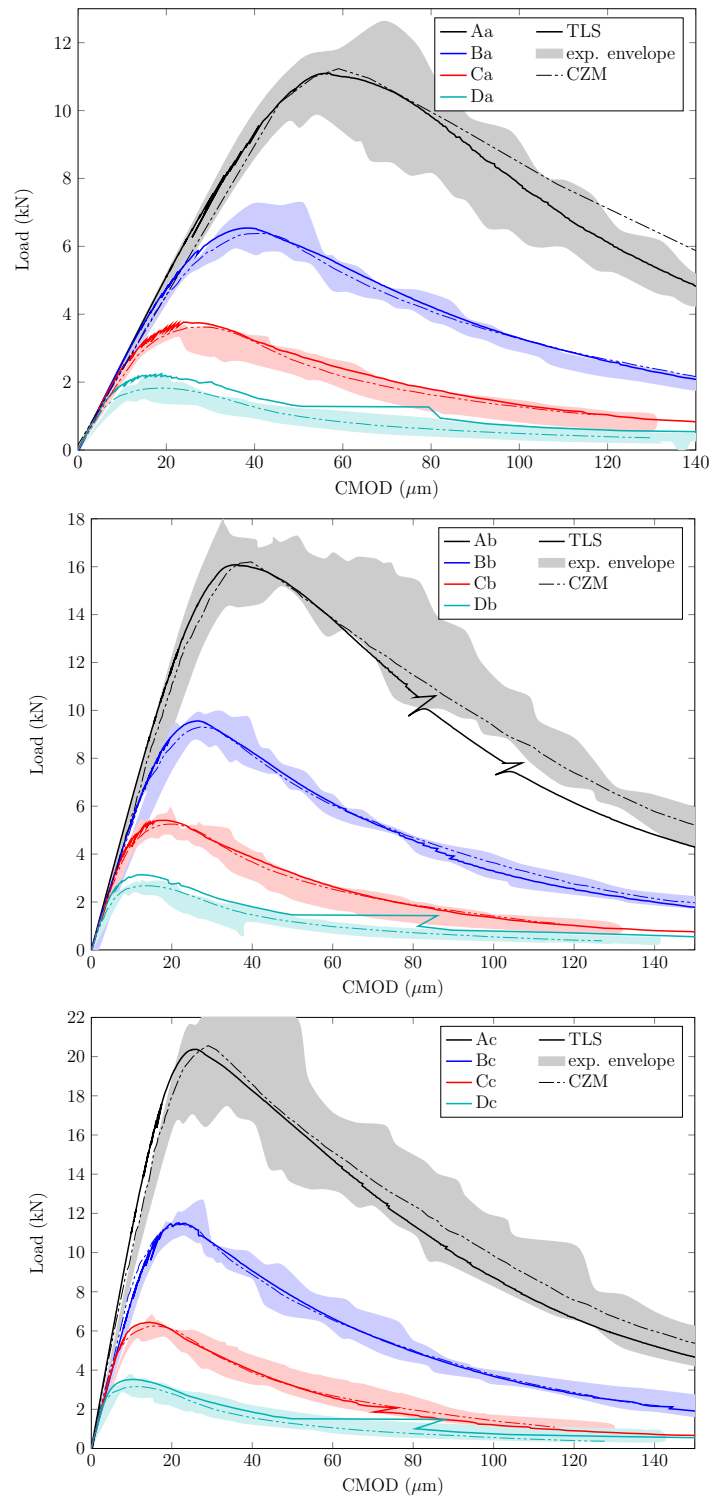 12
10
8
6
4
2
0
Load (kN)
Aa
Ba
Ca
Da
TLS
exp. envelope
CZM
0 20 40 60 80 100 120 140
CMOD (μm)
18
16
14
12
10
8
6
4
2
0
Load (kN)
Ab
Bb
Cb
Db
TLS
exp. envelope
CZM
0 20 40 60 80 100 120 140
CMOD (μm)
22
20
18
16
14
12
10
8
6
4
2
0
Load (kN)
Ac
Bc
Cc
Dc
TLS
exp. envelope
CZM
0 20 40 60 80 100 120 140
CMOD (μm)